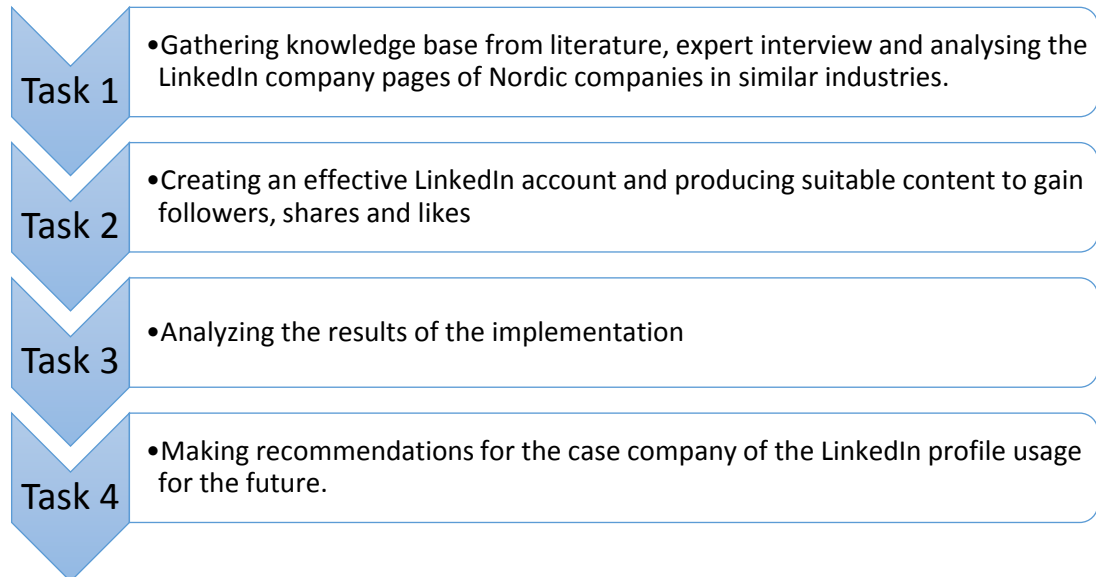 Task 1
•Gathering knowledge base from literature, expert interview and analysing the
LinkedIn company pages of Nordic companies in similar industries.
Task 2
•Creating an effective LinkedIn account and producing suitable content to gain
followers, shares and likes
Task 3
•Analyzing the results of the implementation
Task 4
•Making recommendations for the case company of the LinkedIn profile usage
for the future.